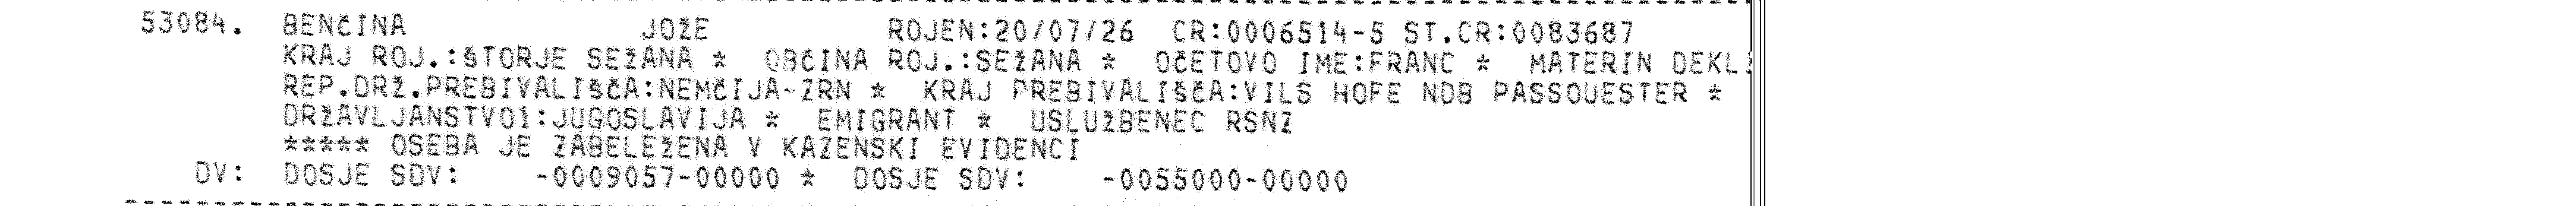 53084. BENČINA JOŽE ROJEN:20/07/26 CR:0006514-5 ST.CR:0083687
KRAJ ROJ.:ŠTORJE SEŽANA * OBČINA ROJ.:SEŽANA * OČETOVO IME:FRANC * MATERIN DEKL
REP.DRŽ.PREBIVALIŠČA:NEMČIJA-ZRN * KRAJ PREBIVALIŠČA:VILS HOFE NDB PASSOUESTER *
DRŽAVLJANSTVO1:JUGOSLAVIJA * EMIGRANT * USLUŽBENEC RSNZ
***** OSEBA JE ZABELEŽENA V KAZENSKI EVIDENCI
DV: DOSJE SDV: -0009057-00000 * DOSJE SDV: -0055000-00000